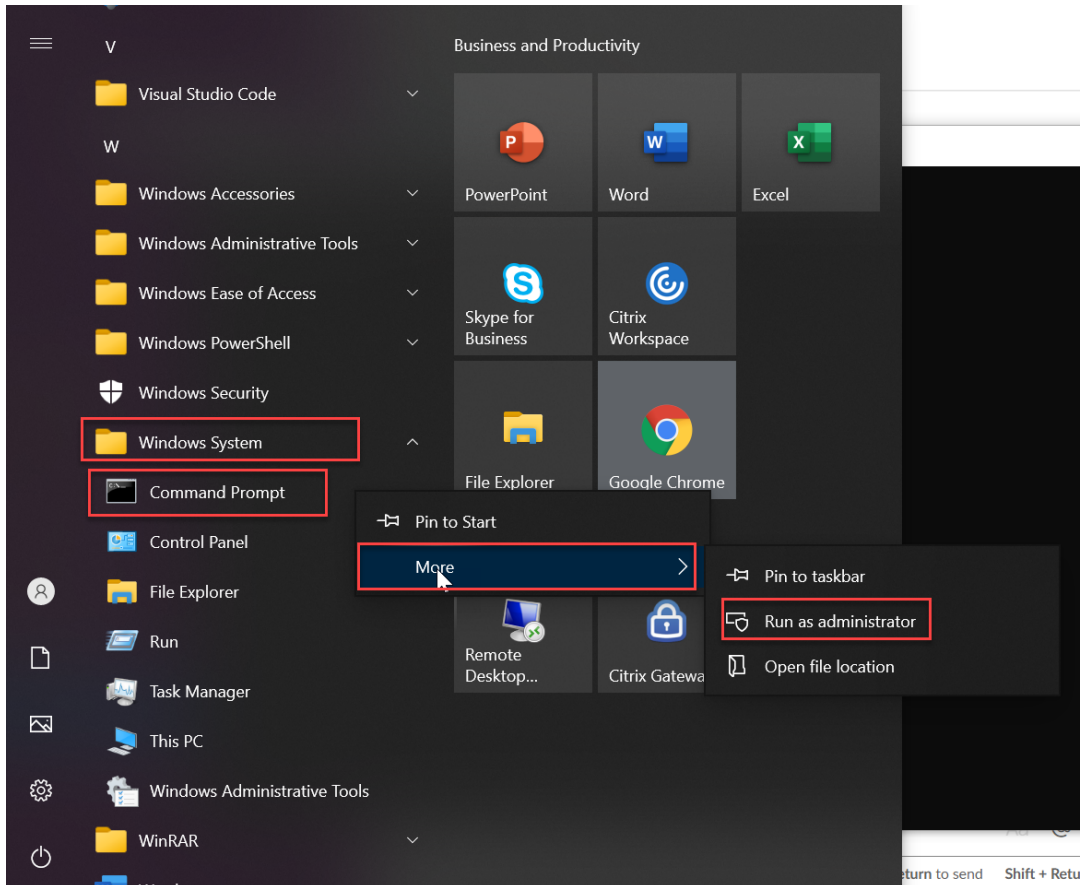 V
Visual Studio Code
W
Windows Accessories
Windows Administrative Tools
Windows Ease of Access
Windows PowerShell
Windows Security
Windows System
Command Prompt
Control Panel
File Explorer
Run
Task Manager
This PC
Windows Administrative Tools
WinRAR
Business and Productivity
P
PowerPoint
W
Word
X
Excel
S
Skype for
Business
Citrix
Workspace
File Explorer
Google Chrome
Remote
Desktop...
Citrix Gatewa
Pin to Start
More
Pin to taskbar
Run as administrator
Open file location
to send Shift +